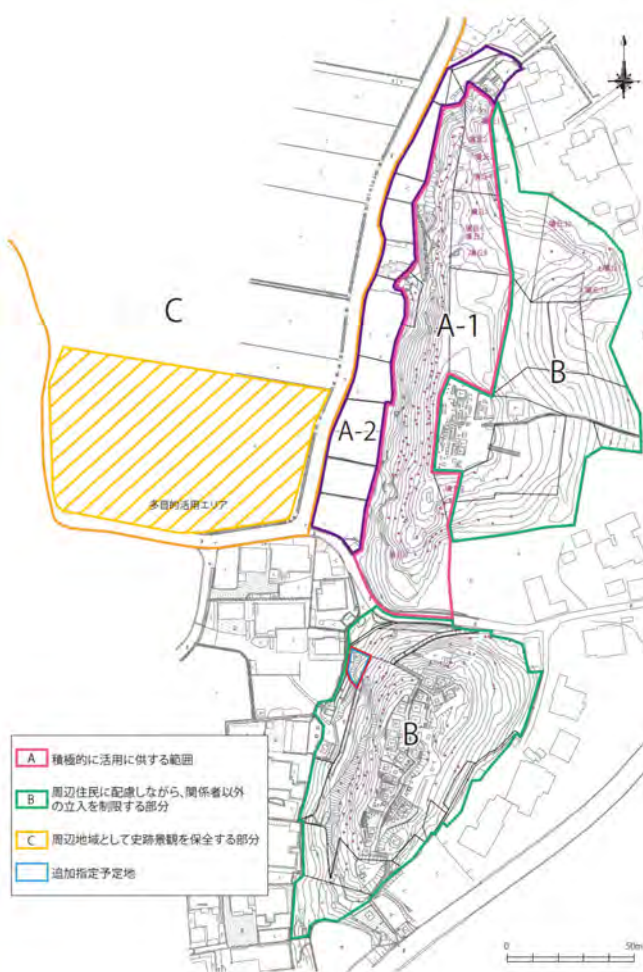 C
A-1
B
A-2
多目的活用エリア
B
A 積極的に活用に供する範囲
B 周辺住民に配慮しながら、関係者以外
の立入を制限する部分
C 周辺地域として史跡景観を保全する部分
追加指定予定地
0 50m